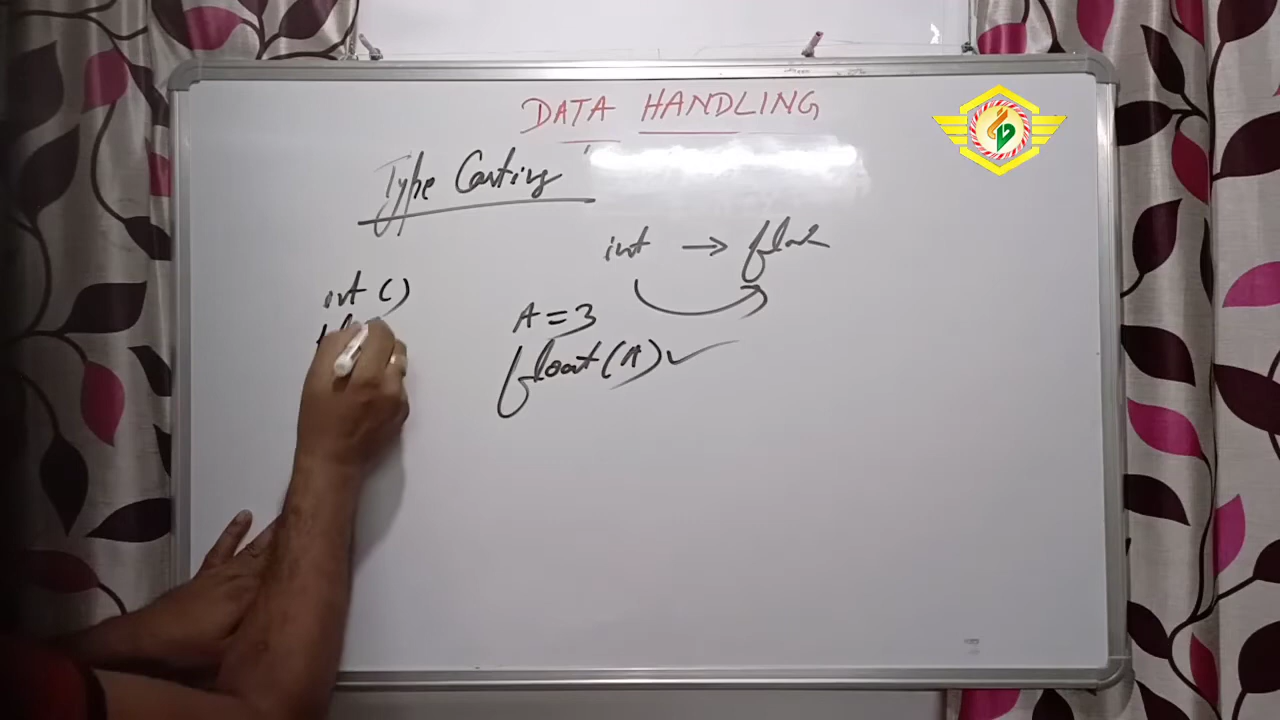 DATA HANDLING
Type Casting
int → float
int ()
A = 3
float (A) ✓